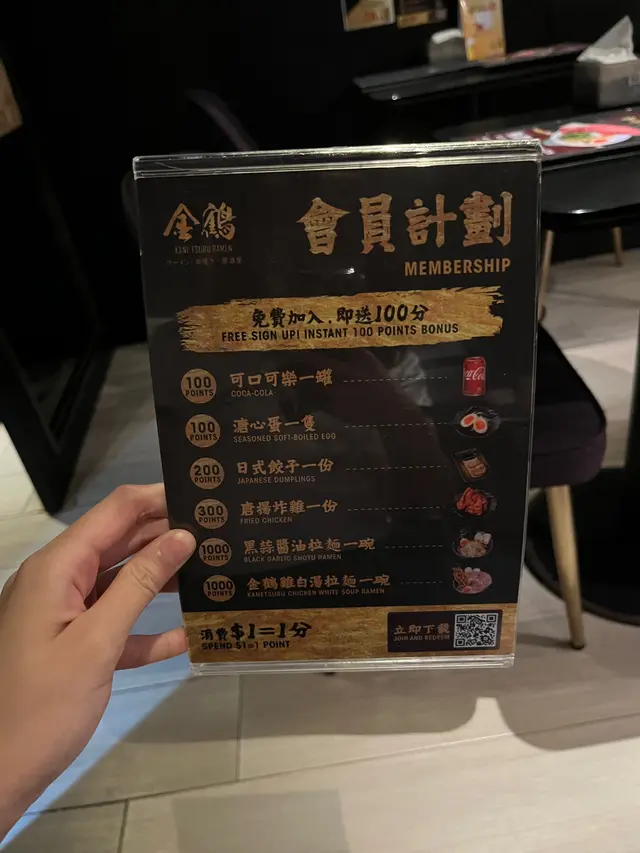 金鶴
KANETSURU RAMEN
會員計劃
MEMBERSHIP
免費加入，即送100分
FREE SIGN UP! INSTANT 100 POINTS BONUS
100 POINTS
可口可樂一罐
COCA-COLA
100 POINTS
溏心蛋一隻
SEASONED SOFT-BOILED EGG
200 POINTS
日式餃子一份
JAPANESE DUMPLINGS
300 POINTS
唐揚炸雞一份
FRIED CHICKEN
1000 POINTS
黑蒜醬油拉麵一碗
BLACK GARLIC SHOYU RAMEN
1000 POINTS
金鶴雞白湯拉麵一碗
KANETSURU CHICKEN WHITE SOUP RAMEN
消費$1=1分
SPEND $1=1 POINT
立即下載
JOIN AND REDEEM